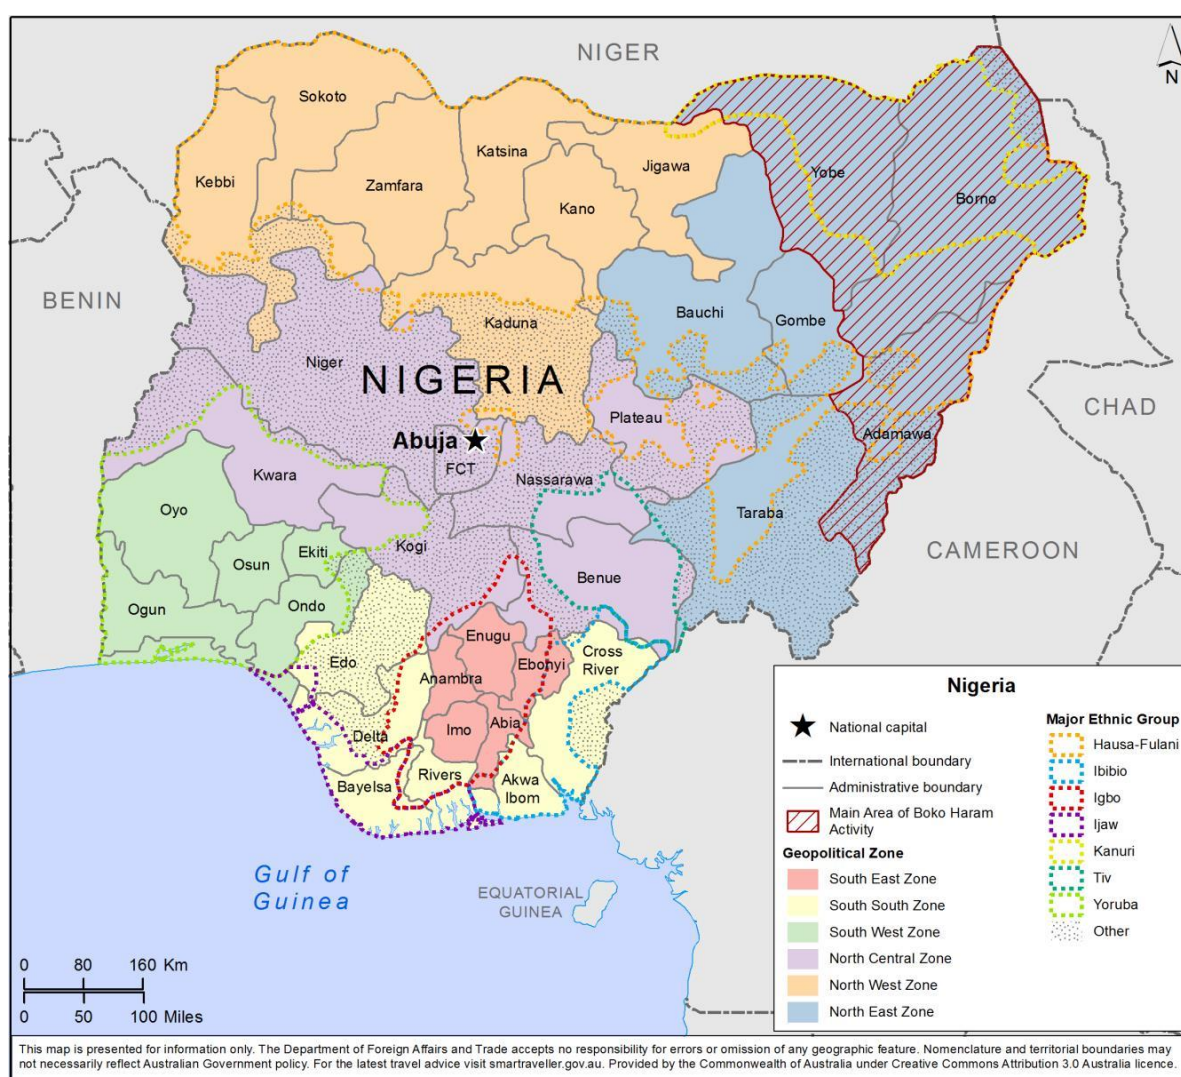 NIGER
N
Sokoto
Katsina
Jigawa
Kebbi
Zamfara
Kano
Yobe
Borno
BENIN
Kaduna
Bauchi
Gombe
Niger
NIGERIA
CHAD
Plateau
Abuja
FCT
Adamawa
Kwara
Nassarawa
Oyo
Taraba
Kogi
CAMEROON
Ekiti
Osun
Benue
Ogun
Ondo
Enugu
Cross
River
Edo
Ebonyi
Anambra
Abia
Imo
Delta
Rivers
Akwa
Ibom
Bayelsa
Gulf of
Guinea
EQUATORIAL
GUINEA
0 80 160 Km
0 50 100 Miles
Nigeria
National capital
International boundary
Administrative boundary
Main Area of Boko Haram
Activity
Geopolitical Zone
South East Zone
South South Zone
South West Zone
North Central Zone
North West Zone
North East Zone
Major Ethnic Group
Hausa-Fulani
Ibibio
Igbo
Ijaw
Kanuri
Tiv
Yoruba
Other
This map is presented for information only. The Department of Foreign Affairs and Trade accepts no responsibility for errors or omission of any geographic feature. Nomenclature and territorial boundaries may
not necessarily reflect Australian Government policy. For the latest travel advice visit smartraveller.gov.au. Provided by the Commonwealth of Australia under Creative Commons Attribution 3.0 Australia licence.